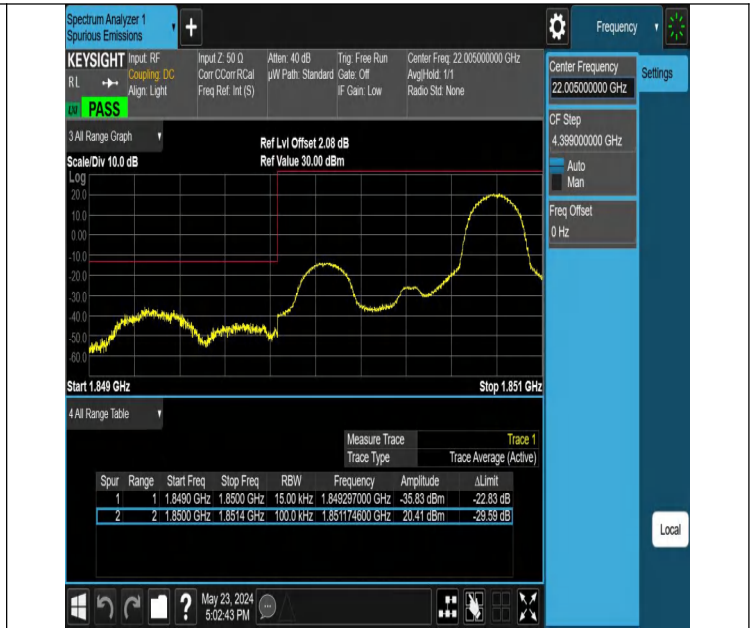 Spectrum Analyzer 1
Spurious Emissions
Frequency
KEYSIGHT Input: RF Input Z: 50 Ω Atten: 40 dB Trig: Free Run Center Freq: 22.005000000 GHz
RL Coupling: DC Corr CCorr RCal µW Path: Standard Gate: Off Avg|Hold: 1/1
Align: Light Freq Ref: Int (S) IF Gain: Low Radio Std: None
LXI PASS
3 All Range Graph
Ref Lvl Offset 2.08 dB
Scale/Div 10.0 dB Ref Value 30.00 dBm
Log
20.0
10.0
0.00
-10.0
-20.0
-30.0
-40.0
-50.0
-60.0
Start 1.849 GHz Stop 1.851 GHz
4 All Range Table
Measure Trace Trace 1
Trace Type Trace Average (Active)
Spur Range Start Freq Stop Freq RBW Frequency Amplitude ΔLimit
1 1 1.8490 GHz 1.8500 GHz 15.00 kHz 1.849297000 GHz -35.83 dBm -22.83 dB
2 2 1.8500 GHz 1.8514 GHz 100.0 kHz 1.851174600 GHz 20.41 dBm -29.59 dB
Center Frequency
22.005000000 GHz
Settings
CF Step
4.399000000 GHz
Auto
Man
Freq Offset
0 Hz
Local
May 23, 2024
5:02:43 PM